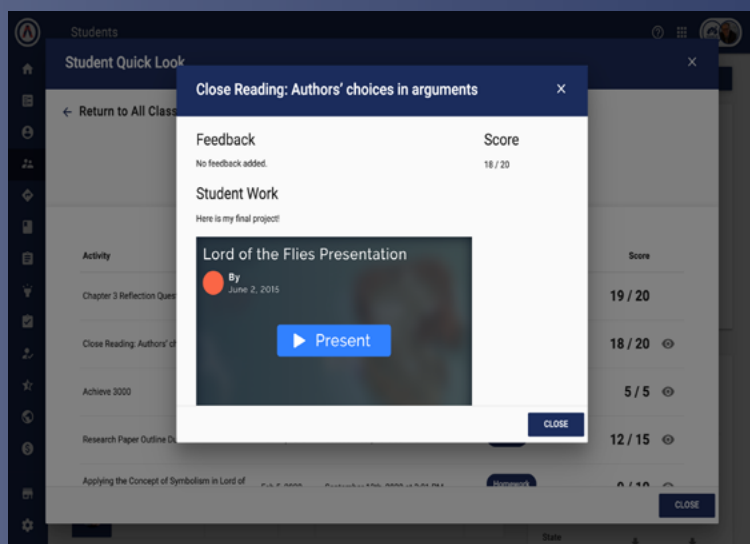 Students
Student Quick Look
Close Reading: Authors' choices in arguments
← Return to All Class
Feedback
Score
No feedback added.
18 / 20
Student Work
Here is my final project!
Activity
Score
Lord of the Flies Presentation
By
June 2, 2015
Chapter 3 Reflection Ques
19 / 20
Present
Close Reading: Authors' ch
18 / 20
Achieve 3000
5 / 5
CLOSE
Research Paper Outline
12 / 15
Applying the Concept of Symbolism in Lord of
Homework
CLOSE
State